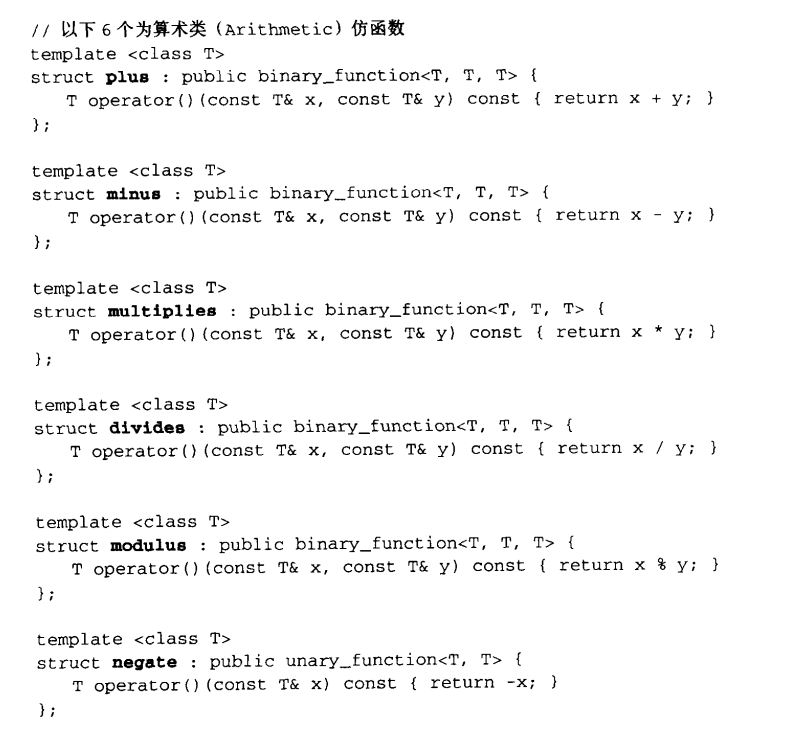 // 以下 6 个为算术类 (Arithmetic) 仿函数
template <class T>
struct plus : public binary_function<T, T, T> {
    T operator()(const T& x, const T& y) const { return x + y; }
};

template <class T>
struct minus : public binary_function<T, T, T> {
    T operator()(const T& x, const T& y) const { return x - y; }
};

template <class T>
struct multiplies : public binary_function<T, T, T> {
    T operator()(const T& x, const T& y) const { return x * y; }
};

template <class T>
struct divides : public binary_function<T, T, T> {
    T operator()(const T& x, const T& y) const { return x / y; }
};

template <class T>
struct modulus : public binary_function<T, T, T> {
    T operator()(const T& x, const T& y) const { return x % y; }
};

template <class T>
struct negate : public unary_function<T, T> {
    T operator()(const T& x) const { return -x; }
};